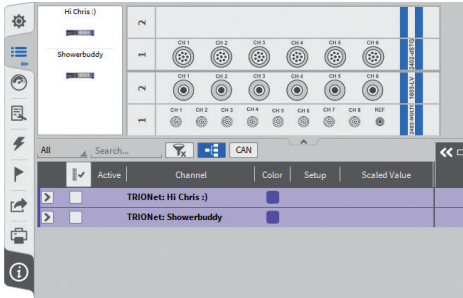 Hi Chris :)
Showerbuddy
2
CH 1 CH 2 CH 3 CH 4 CH 5 CH 6
1
2402-dSTG
CH 1 CH 2 CH 3 CH 4 CH 5 CH 6
2
1603-LV
CH 1 CH 2 CH 3 CH 4 CH 5 CH 6 CH 7 CH 8 REF
1
2402-MULTI
All Search... CAN
Active Channel Color Setup Scaled Value
TRIONet: Hi Chris :)
TRIONet: Showerbuddy